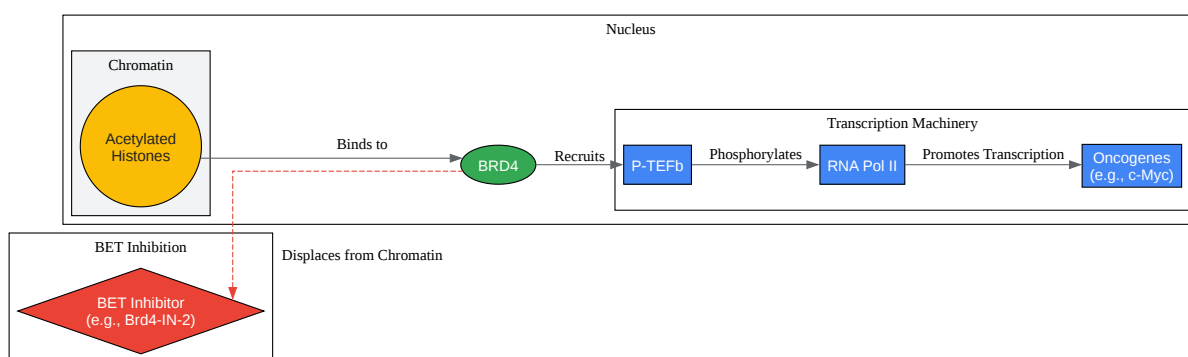 Nucleus
Chromatin
Acetylated
Histones
Binds to
BRD4
Recruits
Transcription Machinery
P-TEFb
Phosphorylates
RNA Pol II
Promotes Transcription
Oncogenes
(e.g., c-Myc)
BET Inhibition
Displaces from Chromatin
BET Inhibitor
(e.g., Brd4-IN-2)